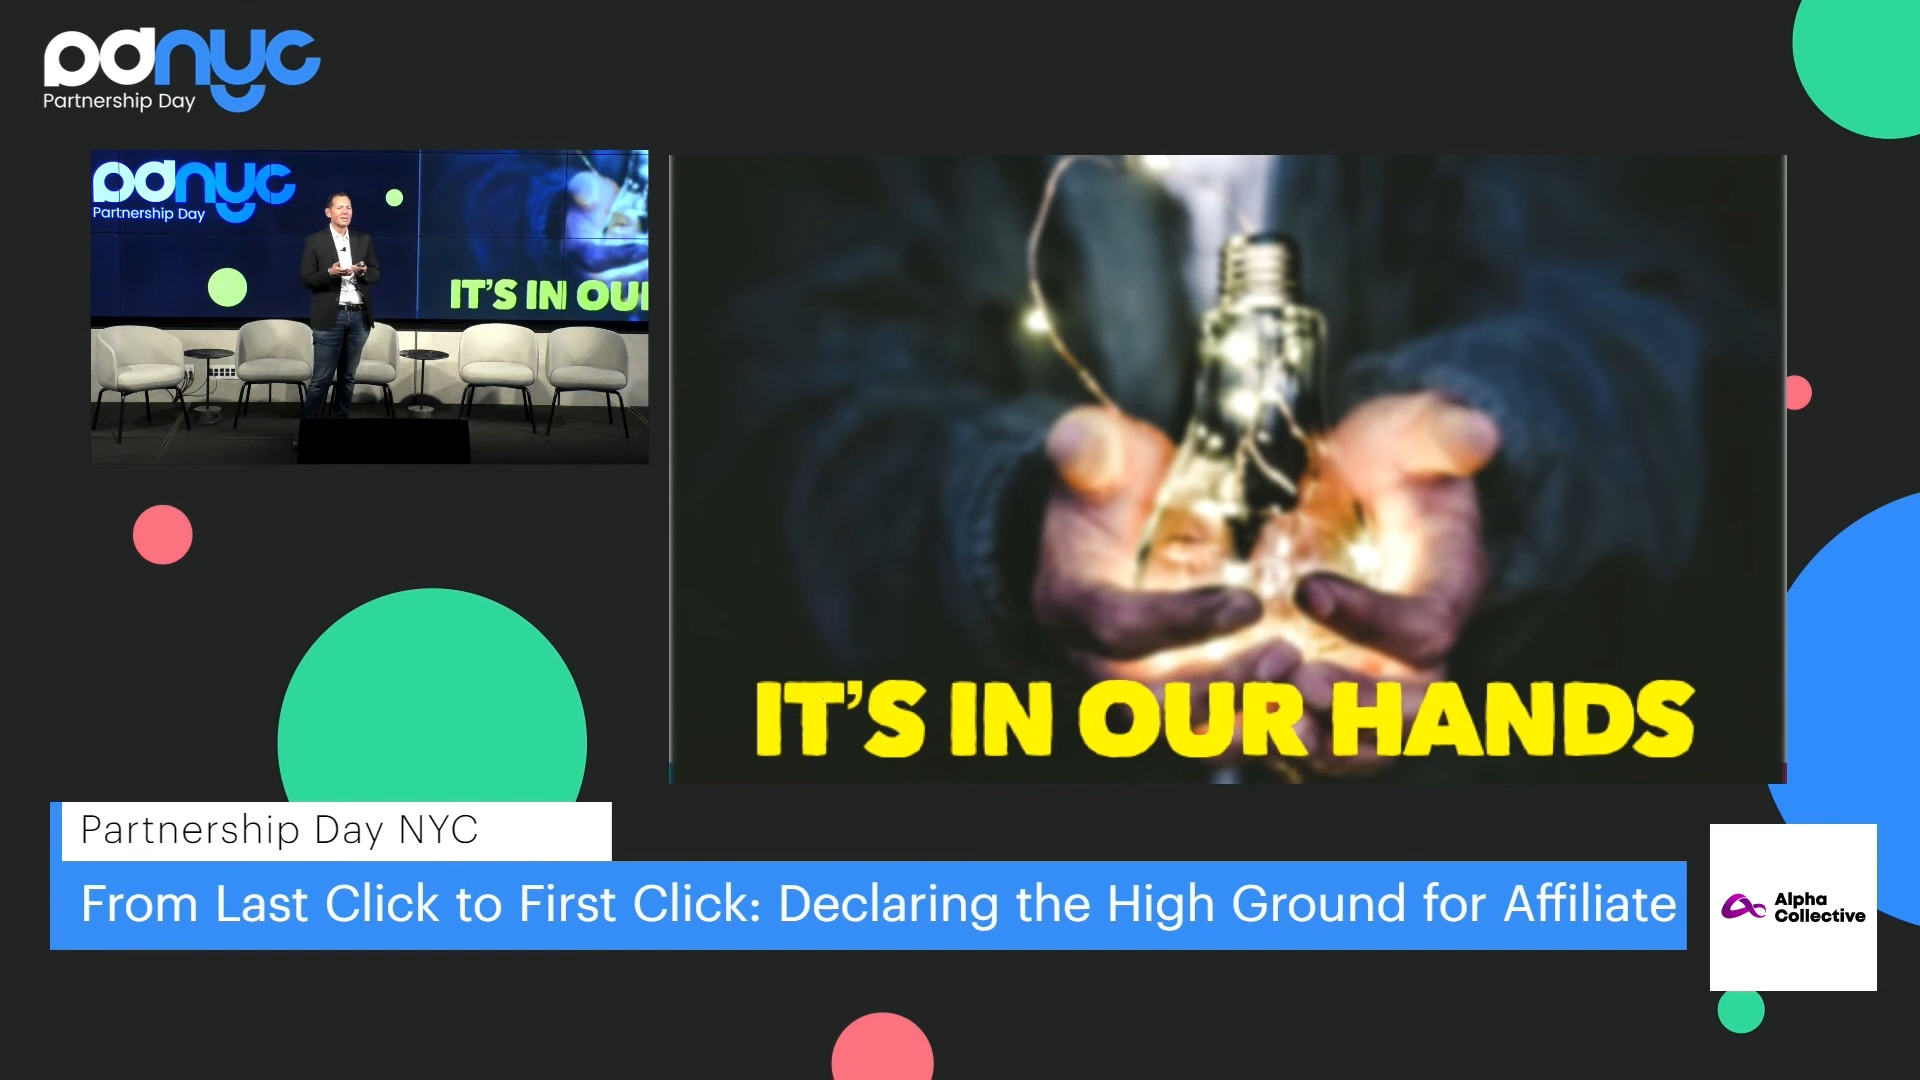 pdnyc
Partnership Day
pdnyc
Partnership Day
IT'S IN OU
IT'S IN OUR HANDS
Partnership Day NYC
From Last Click to First Click: Declaring the High Ground for Affiliate
Alpha
Collective